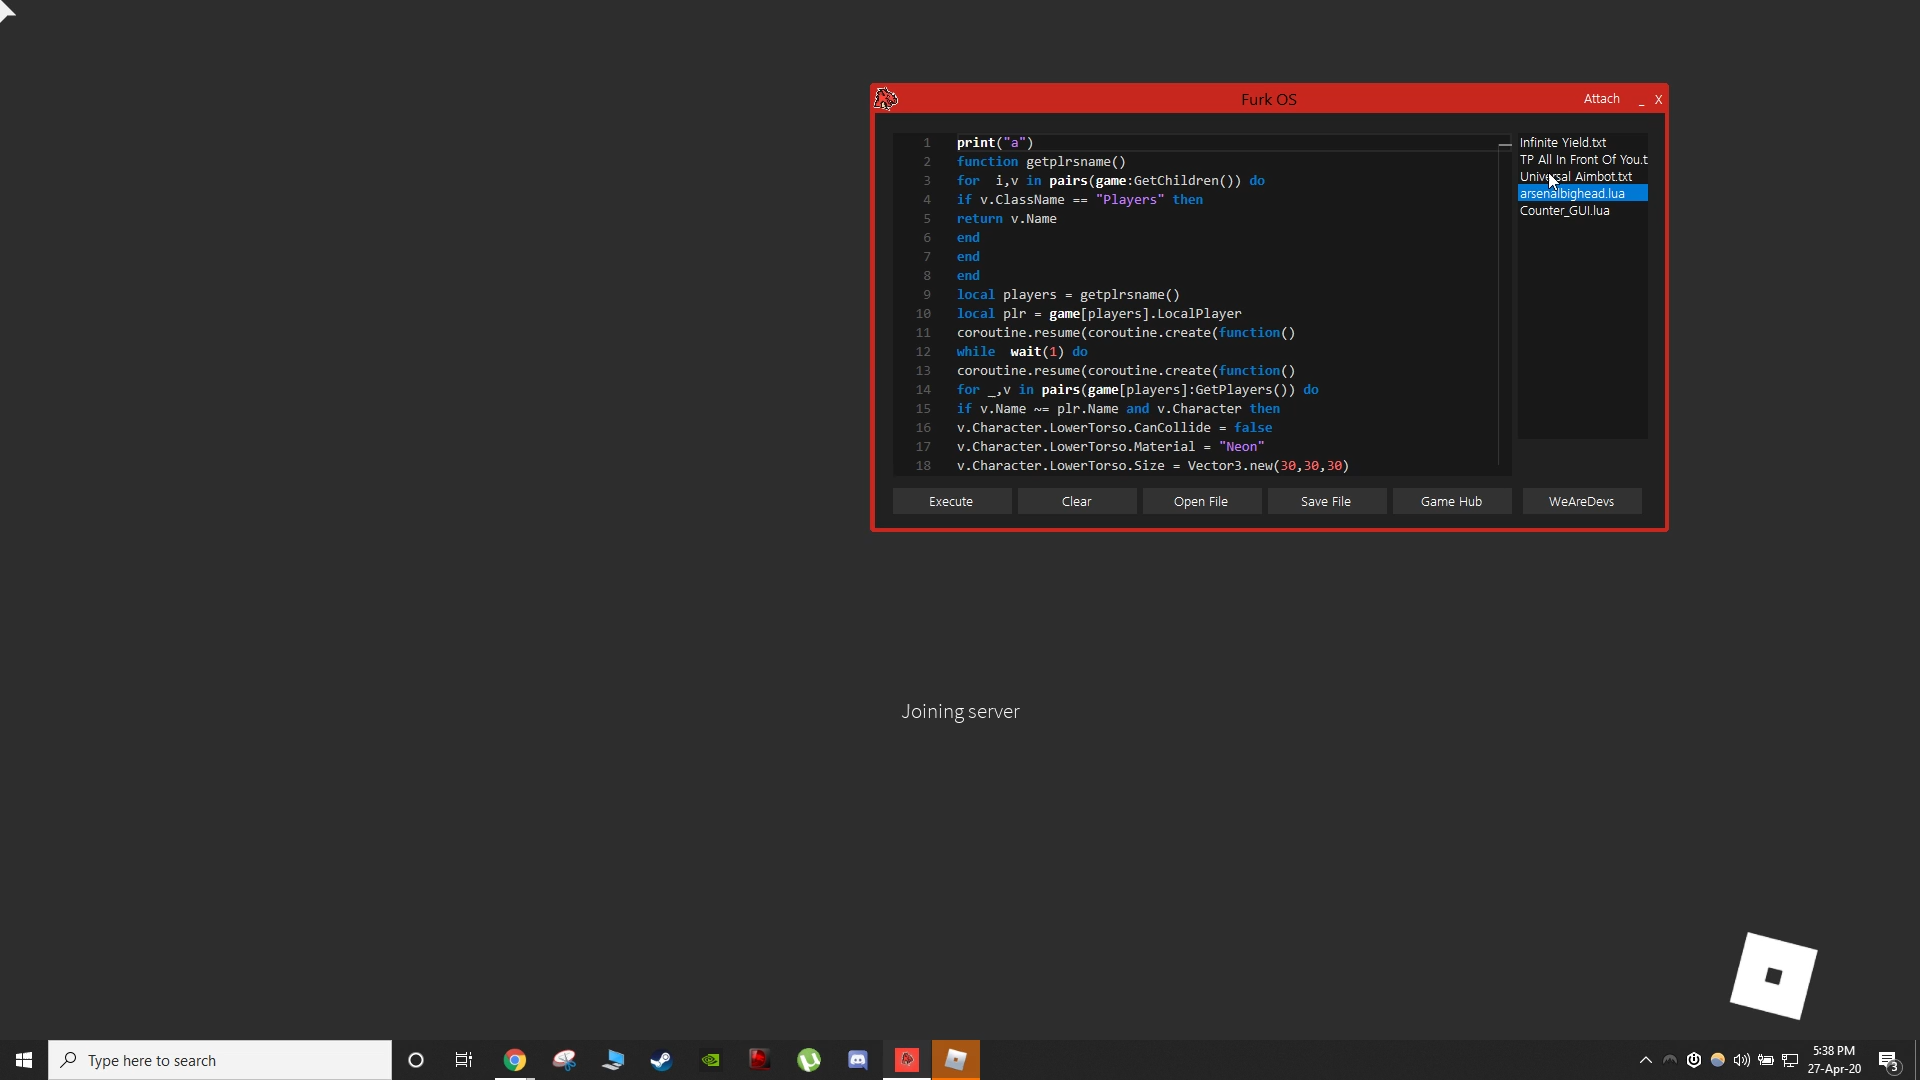 Furk OS
Attach _ X
1 print("a")
2 function getplrsname()
3 for i,v in pairs(game:GetChildren()) do
4 if v.ClassName == "Players" then
5 return v.Name
6 end
7 end
8 end
9 local players = getplrsname()
10 local plr = game[players].LocalPlayer
11 coroutine.resume(coroutine.create(function()
12 while wait(1) do
13 coroutine.resume(coroutine.create(function()
14 for _,v in pairs(game[players]:GetPlayers()) do
15 if v.Name ~= plr.Name and v.Character then
16 v.Character.LowerTorso.CanCollide = false
17 v.Character.LowerTorso.Material = "Neon"
18 v.Character.LowerTorso.Size = Vector3.new(30,30,30)
Infinite Yield.txt
TP All In Front Of You.t
Universal Aimbot.txt
arsenalbighead.lua
Counter_GUI.lua
Execute
Clear
Open File
Save File
Game Hub
WeAreDevs
Joining server
Type here to search
5:38 PM
27-Apr-20
3